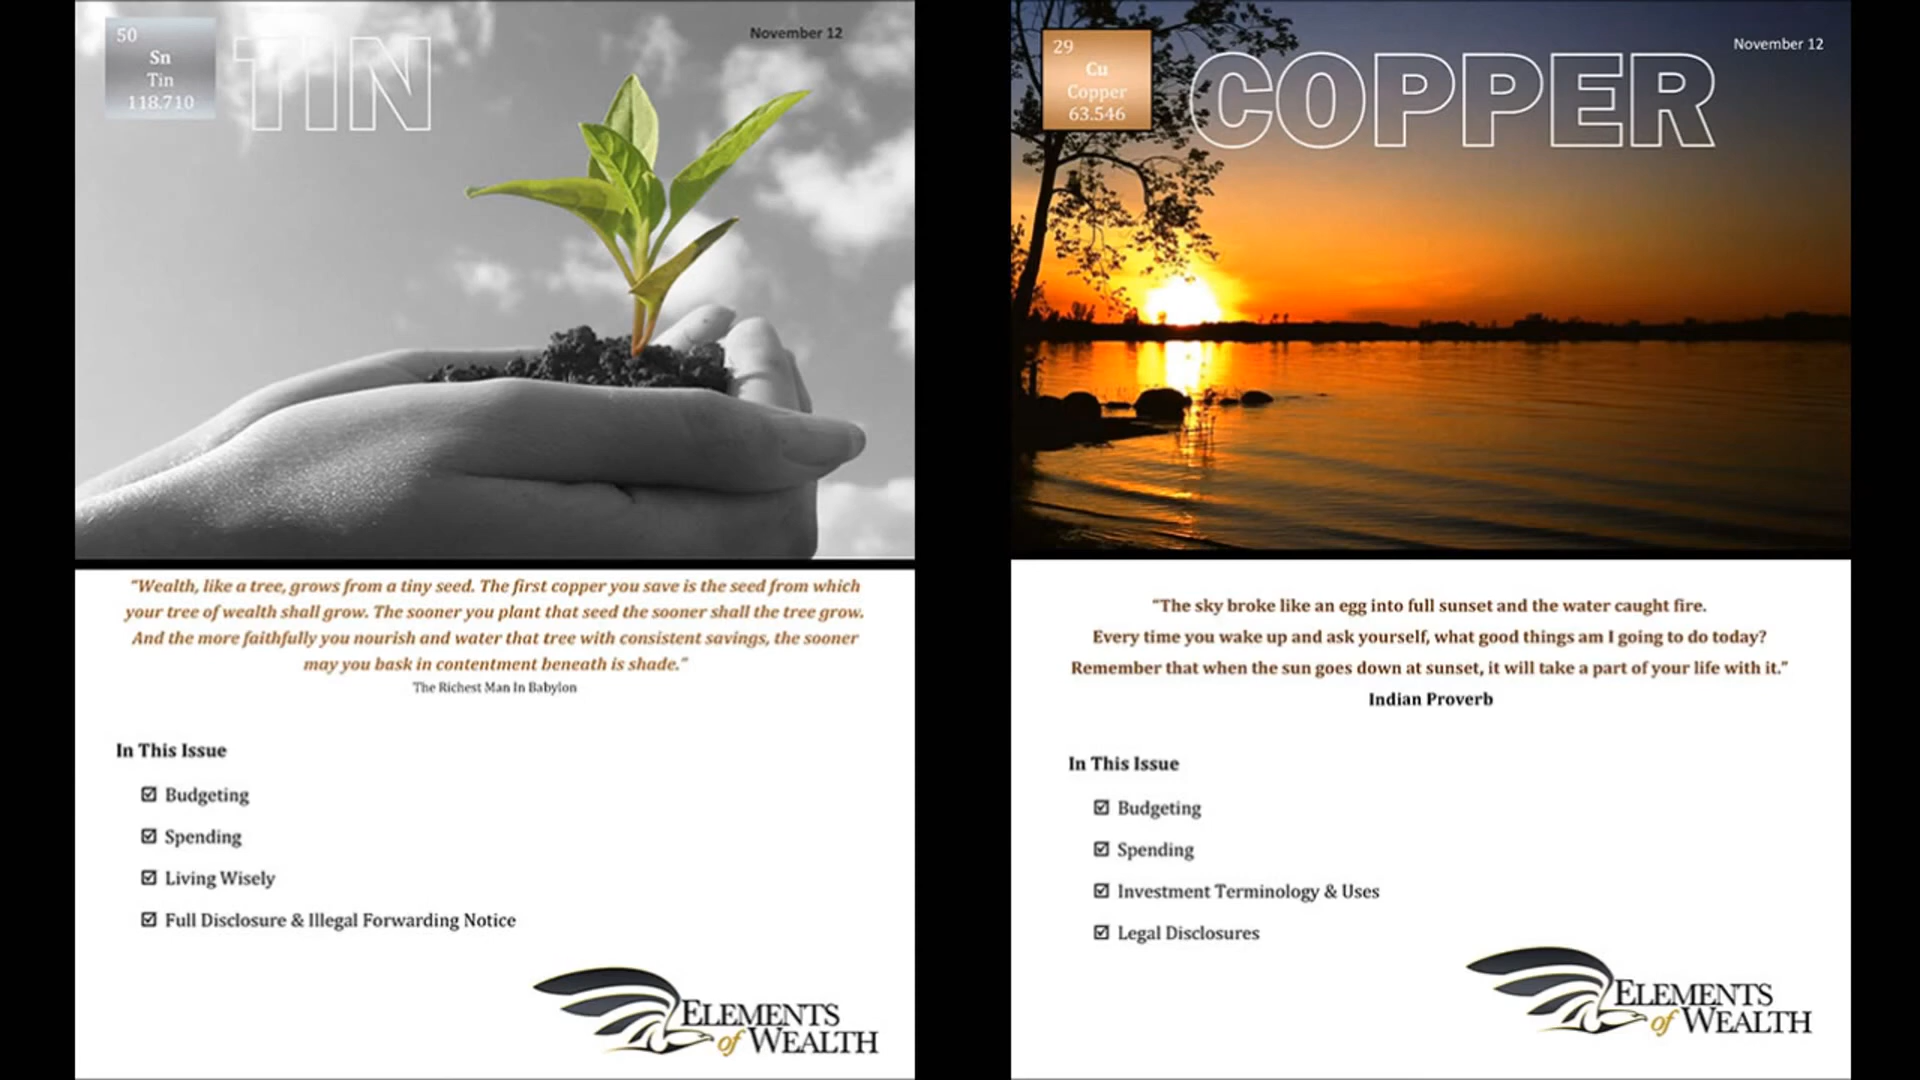 50
Sn
Tin
118.710
TIN
November 12
“Wealth, like a tree, grows from a tiny seed. The first copper you save is the seed from which
your tree of wealth shall grow. The sooner you plant that seed the sooner shall the tree grow.
And the more faithfully you nourish and water that tree with consistent savings, the sooner
may you bask in contentment beneath is shade.”
The Richest Man In Babylon
In This Issue
☑ Budgeting
☑ Spending
☑ Living Wisely
☑ Full Disclosure & Illegal Forwarding Notice
ELEMENTS
of WEALTH
29
Cu
Copper
63.546
COPPER
November 12
“The sky broke like an egg into full sunset and the water caught fire.
Every time you wake up and ask yourself, what good things am I going to do today?
Remember that when the sun goes down at sunset, it will take a part of your life with it.”
Indian Proverb
In This Issue
☑ Budgeting
☑ Spending
☑ Investment Terminology & Uses
☑ Legal Disclosures
ELEMENTS
of WEALTH